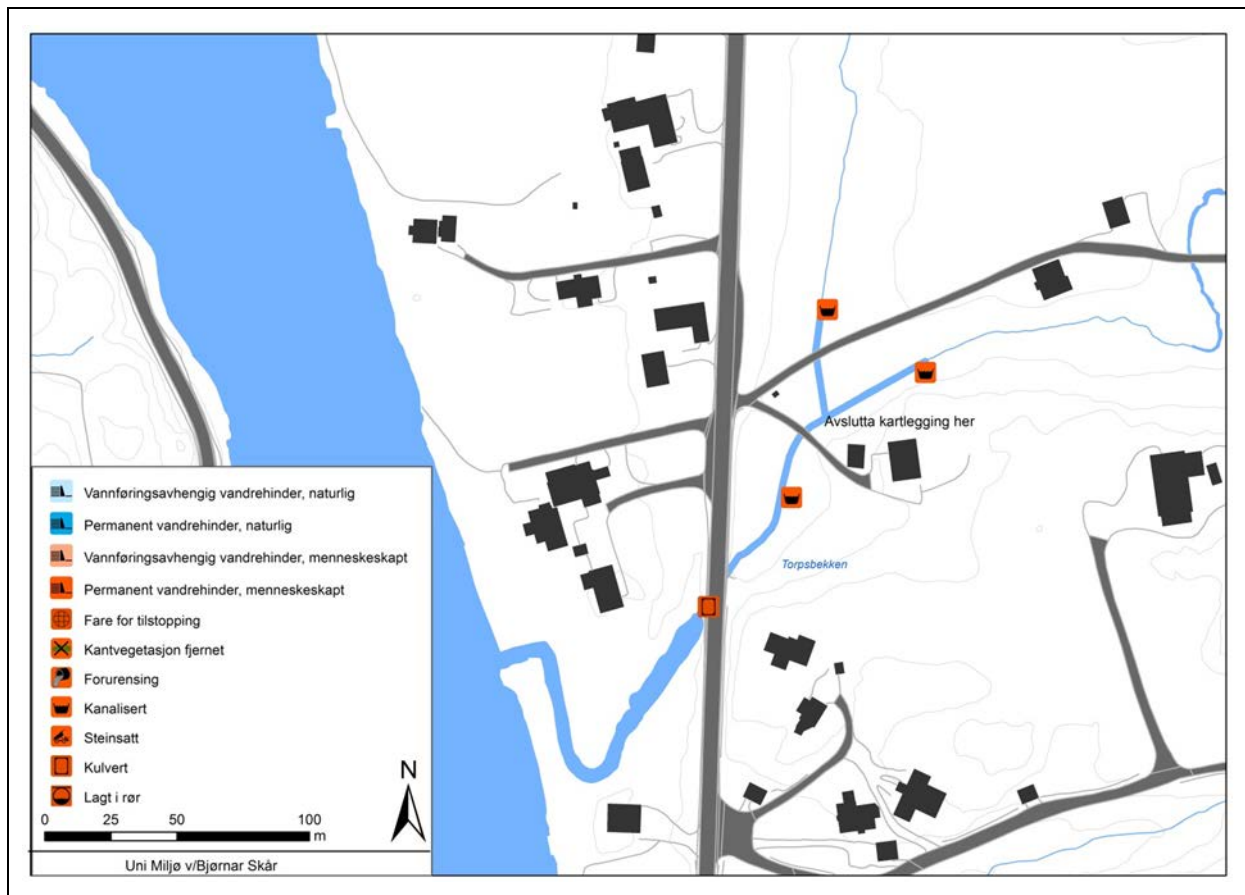 Avslutta kartlegging her
Torpsbekken
Vannføringsavhengig vandrehinder, naturlig
Permanent vandrehinder, naturlig
Vannføringsavhengig vandrehinder, menneskeskapt
Permanent vandrehinder, menneskeskapt
Fare for tilstopping
Kantvegetasjon fjernet
Forurensing
Kanalisert
Steinsatt
Kulvert
Lagt i rør
N
0 25 50 100
m
Uni Miljø v/Bjørnar Skår